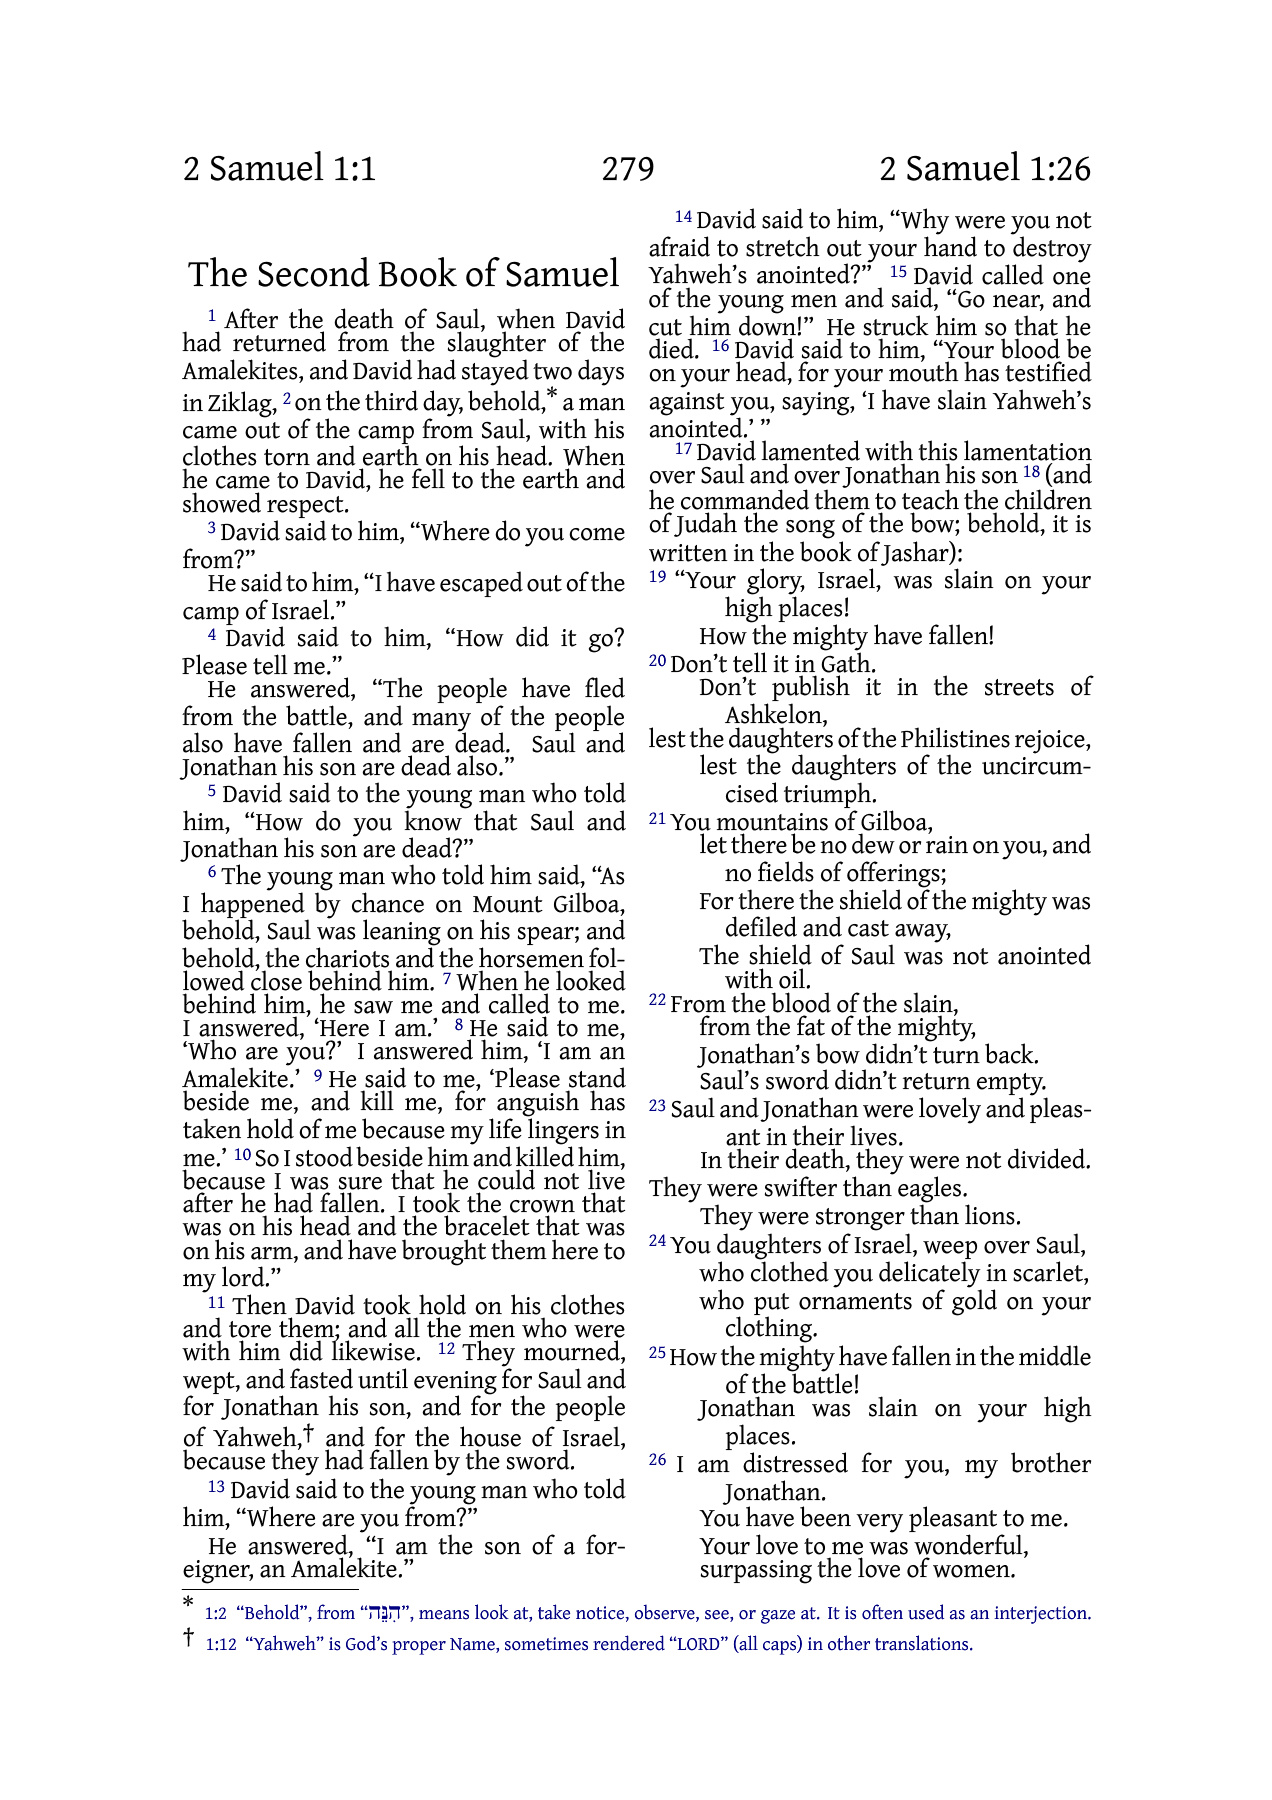 2 Samuel 1:1 279 2 Samuel 1:26
The Second Book of Samuel
1 After the death of Saul, when David
had returned from the slaughter of the
Amalekites, and David had stayed two days
in Ziklag, 2 on the third day, behold,* a man
came out of the camp from Saul, with his
clothes torn and earth on his head. When
he came to David, he fell to the earth and
showed respect.
3 David said to him, “Where do you come
from?”
He said to him, “I have escaped out of the
camp of Israel.”
4 David said to him, “How did it go?
Please tell me.”
He answered, “The people have fled
from the battle, and many of the people
also have fallen and are dead. Saul and
Jonathan his son are dead also.”
5 David said to the young man who told
him, “How do you know that Saul and
Jonathan his son are dead?”
6 The young man who told him said, “As
I happened by chance on Mount Gilboa,
behold, Saul was leaning on his spear; and
behold, the chariots and the horsemen fol-
lowed close behind him. 7 When he looked
behind him, he saw me and called to me.
I answered, ‘Here I am.’ 8 He said to me,
‘Who are you?’ I answered him, ‘I am an
Amalekite.’ 9 He said to me, ‘Please stand
beside me, and kill me, for anguish has
taken hold of me because my life lingers in
me.’ 10 So I stood beside him and killed him,
because I was sure that he could not live
after he had fallen. I took the crown that
was on his head and the bracelet that was
on his arm, and have brought them here to
my lord.”
11 Then David took hold on his clothes
and tore them; and all the men who were
with him did likewise. 12 They mourned,
wept, and fasted until evening for Saul and
for Jonathan his son, and for the people
of Yahweh,† and for the house of Israel,
because they had fallen by the sword.
13 David said to the young man who told
him, “Where are you from?”
He answered, “I am the son of a for-
eigner, an Amalekite.”
14 David said to him, “Why were you not
afraid to stretch out your hand to destroy
Yahweh’s anointed?” 15 David called one
of the young men and said, “Go near, and
cut him down!” He struck him so that he
died. 16 David said to him, “Your blood be
on your head, for your mouth has testified
against you, saying, ‘I have slain Yahweh’s
anointed.’ ”
17 David lamented with this lamentation
over Saul and over Jonathan his son 18 (and
he commanded them to teach the children
of Judah the song of the bow; behold, it is
written in the book of Jashar):
19 “Your glory, Israel, was slain on your
high places!
How the mighty have fallen!
20 Don’t tell it in Gath.
Don’t publish it in the streets of
Ashkelon,
lest the daughters of the Philistines rejoice,
lest the daughters of the uncircum-
cised triumph.
21 You mountains of Gilboa,
let there be no dew or rain on you, and
no fields of offerings;
For there the shield of the mighty was
defiled and cast away,
The shield of Saul was not anointed
with oil.
22 From the blood of the slain,
from the fat of the mighty,
Jonathan’s bow didn’t turn back.
Saul’s sword didn’t return empty.
23 Saul and Jonathan were lovely and pleas-
ant in their lives.
In their death, they were not divided.
They were swifter than eagles.
They were stronger than lions.
24 You daughters of Israel, weep over Saul,
who clothed you delicately in scarlet,
who put ornaments of gold on your
clothing.
25 How the mighty have fallen in the middle
of the battle!
Jonathan was slain on your high
places.
26 I am distressed for you, my brother
Jonathan.
You have been very pleasant to me.
Your love to me was wonderful,
surpassing the love of women.
* 1:2 “Behold”, from “הִנֵּה”, means look at, take notice, observe, see, or gaze at. It is often used as an interjection.
† 1:12 “Yahweh” is God’s proper Name, sometimes rendered “LORD” (all caps) in other translations.